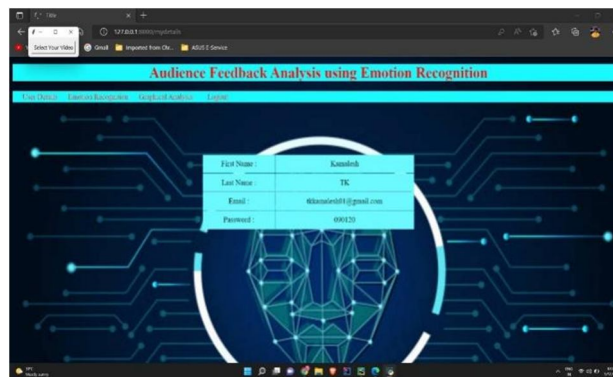 Title
127.0.0.1
Select Your Video
Gmail
Imported from Chr...
ASUS E-Service
Audience Feedback Analysis using Emotion Recognition
User Details Emotion Recognition Graphical Analysis Logout
First Name : Kamalesh
Last Name : TK
Email :
Password : 090120